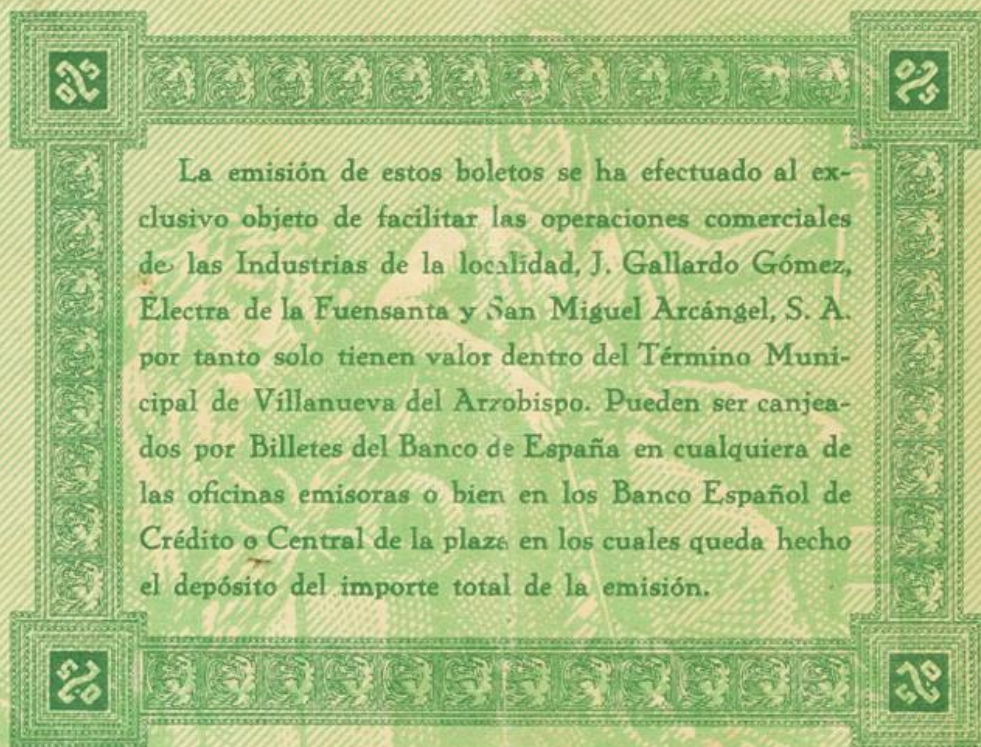 La emisión de estos boletos se ha efectuado al ex-
clusivo objeto de facilitar las operaciones comerciales
de las Industrias de la localidad, J. Gallardo Gómez,
Electra de la Fuensanta y San Miguel Arcángel, S. A.
por tanto solo tienen valor dentro del Término Muni-
cipal de Villanueva del Arzobispo. Pueden ser canjea-
dos por Billetes del Banco de España en cualquiera de
las oficinas emisoras o bien en los Banco Español de
Crédito o Central de la plaza en los cuales queda hecho
el depósito del importe total de la emisión.